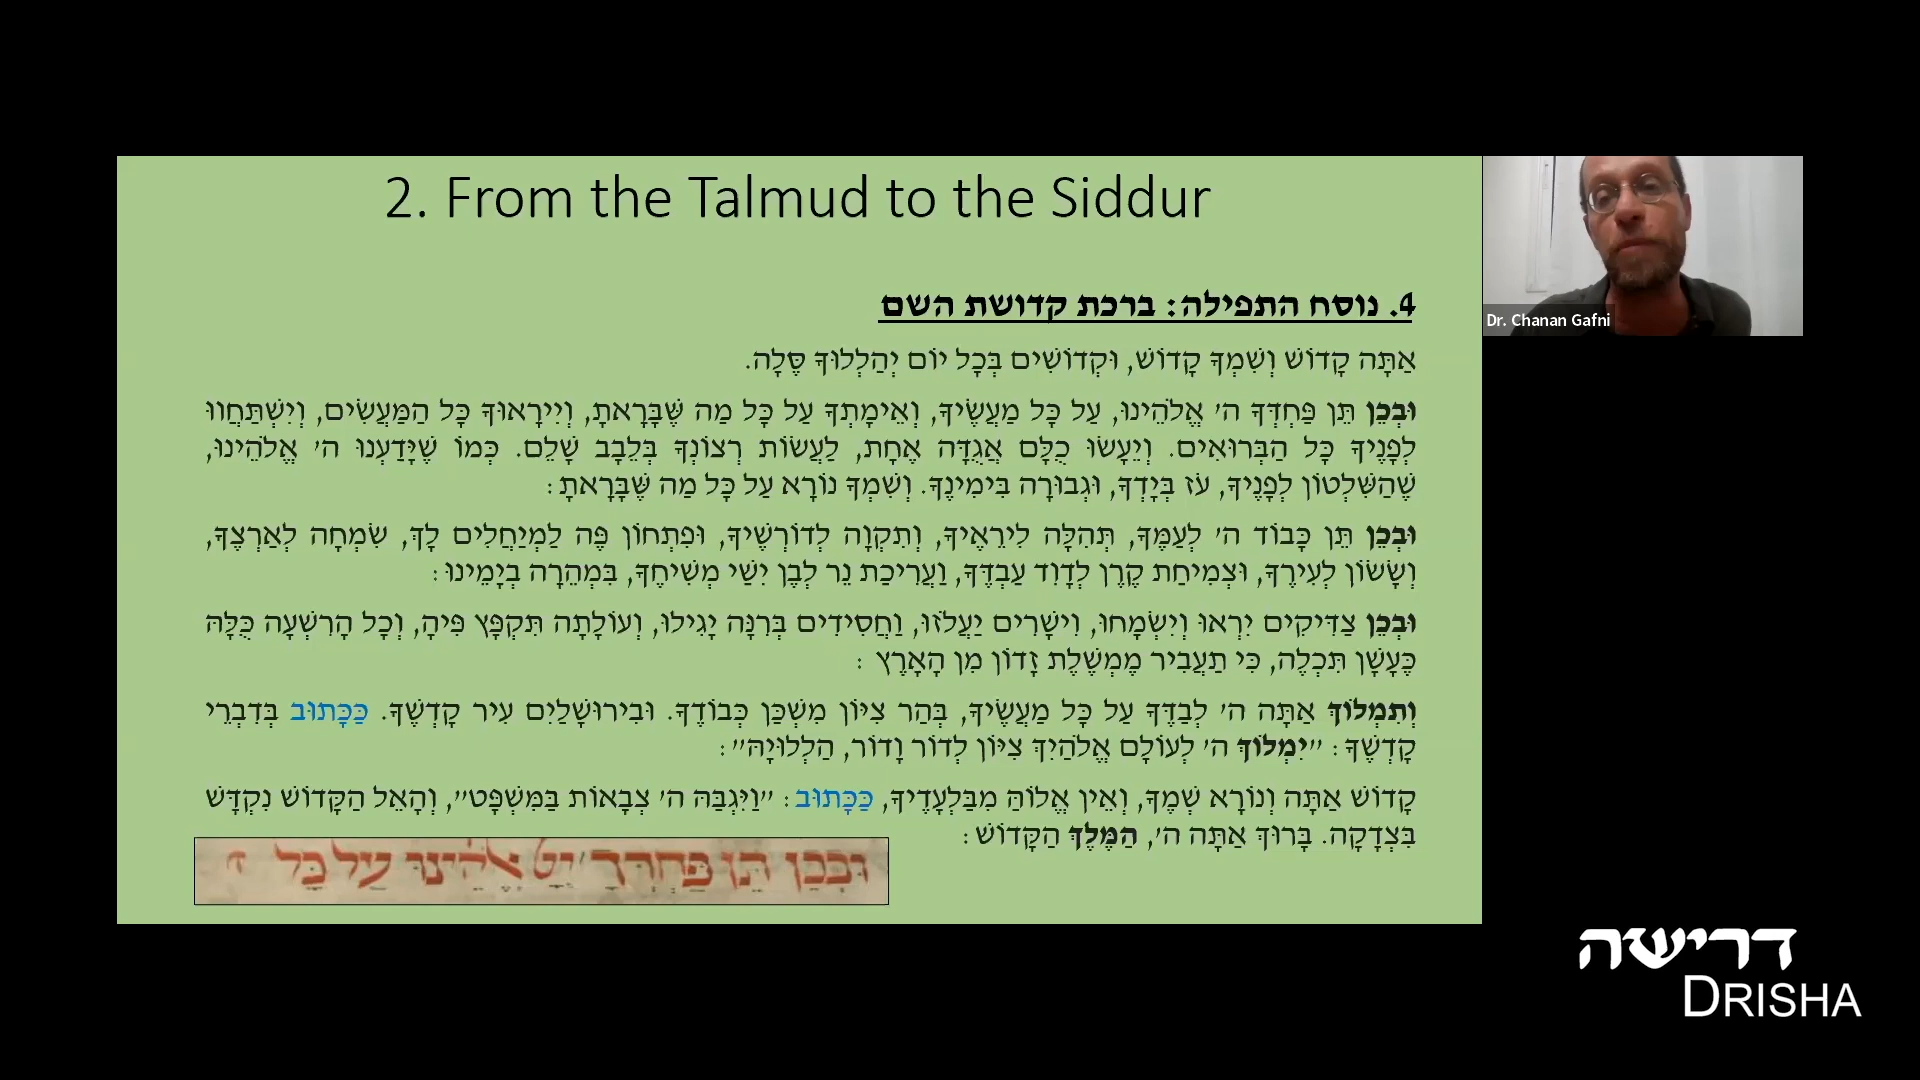 2. From the Talmud to the Siddur
4. נוסח התפילה: ברכת קדושת השם
אַתָּה קָדוֹשׁ וְשִׁמְךָ קָדוֹשׁ, וּקְדוֹשִׁים בְּכָל יוֹם יְהַלְלוּךָ סֶּלָה.
וּבְכֵן תֵּן פַּחְדְּךָ ה' אֱלֹהֵינוּ, עַל כָּל מַעֲשֶׂיךָ, וְאֵימָתְךָ עַל כָּל מַה שֶּׁבָּרָאתָ, וְיִירָאוּךָ כָּל הַמַּעֲשִׂים, וְיִשְׁתַּחֲווּ
לְפָנֶיךָ כָּל הַבְּרוּאִים. וְיֵעָשׂוּ כֻלָּם אֲגֻדָּה אֶחָת, לַעֲשׂוֹת רְצוֹנְךָ בְּלֵבָב שָׁלֵם. כְּמוֹ שֶׁיָּדַעְנוּ ה' אֱלֹהֵינוּ,
שֶׁהַשִּׁלְטוֹן לְפָנֶיךָ, עֹז בְּיָדְךָ, וּגְבוּרָה בִּימִינֶךָ. וְשִׁמְךָ נוֹרָא עַל כָּל מַה שֶּׁבָּרָאתָ:
וּבְכֵן תֵּן כָּבוֹד ה' לְעַמֶּךָ, תְּהִלָּה לִירֵאֶיךָ, וְתִקְוָה לְדוֹרְשֶׁיךָ, וּפִתְחוֹן פֶּה לַמְיַחֲלִים לָךְ, שִׂמְחָה לְאַרְצֶךָ,
וְשָׂשׂוֹן לְעִירֶךָ, וּצְמִיחַת קֶרֶן לְדָוִד עַבְדֶּךָ, וַעֲרִיכַת נֵר לְבֶן יִשַׁי מְשִׁיחֶךָ, בִּמְהֵרָה בְיָמֵינוּ:
וּבְכֵן צַדִּיקִים יִרְאוּ וְיִשְׂמָחוּ, וִישָׁרִים יַעֲלֹזוּ, וַחֲסִידִים בְּרִנָּה יָגִילוּ, וְעוֹלָתָה תִּקְפָּץ פִּיהָ, וְכָל הָרִשְׁעָה כֻּלָּהּ
כֶּעָשָׁן תִּכְלֶה, כִּי תַעֲבִיר מֶמְשֶׁלֶת זָדוֹן מִן הָאָרֶץ:
וְתִמְלוֹךְ אַתָּה ה' לְבַדֶּךָ עַל כָּל מַעֲשֶׂיךָ, בְּהַר צִיּוֹן מִשְׁכַּן כְּבוֹדֶךָ. וּבִירוּשָׁלַיִם עִיר קָדְשֶׁךָ. כַּכָּתוּב בְּדִבְרֵי
קָדְשֶׁךָ: "יִמְלוֹךְ ה' לְעוֹלָם אֱלֹהַיִךְ צִיּוֹן לְדוֹר וָדוֹר, הַלְלוּיָהּ":
קָדוֹשׁ אַתָּה וְנוֹרָא שְׁמֶךָ, וְאֵין אֱלוֹהַּ מִבַּלְעָדֶיךָ, כַּכָּתוּב: "וַיִּגְבַּהּ ה' צְבָאוֹת בַּמִּשְׁפָּט", וְהָאֵל הַקָּדוֹשׁ נִקְדָּשׁ
בִּצְדָקָה. בָּרוּךְ אַתָּה ה', הַמֶּלֶךְ הַקָּדוֹשׁ:
וּבְכֵן תֵּן פַּחְדְּךָ אֱלֹהֵינוּ עַל כָּל
Dr. Chanan Gafni
דרישה
DRISHA